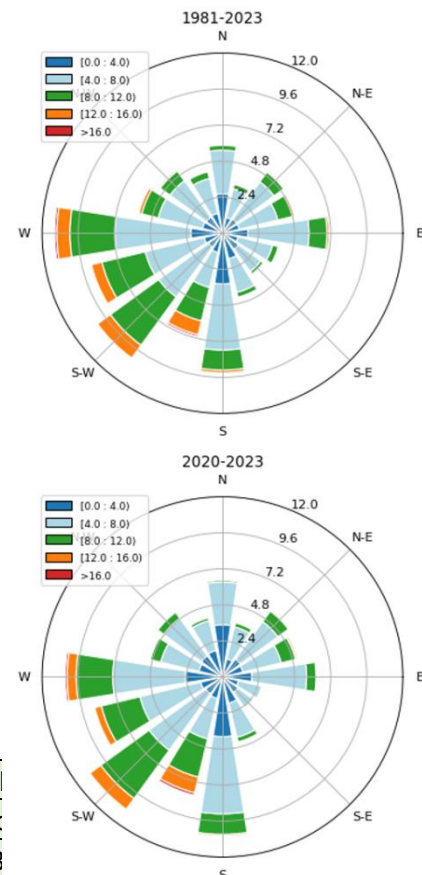 1981-2023
N
12.0
[0.0 : 4.0)
[4.0 : 8.0)
[8.0 : 12.0)
[12.0 : 16.0)
>16.0
9.6
N-E
7.2
4.8
2.4
W
E
S-W
S-E
S
2020-2023
N
12.0
[0.0 : 4.0)
[4.0 : 8.0)
[8.0 : 12.0)
[12.0 : 16.0)
>16.0
9.6
N-E
7.2
4.8
2.4
W
E
S-W
S-E
S